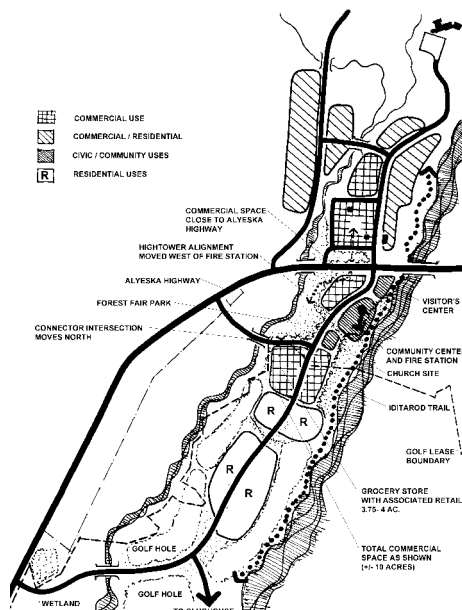 COMMERCIAL USE
COMMERCIAL / RESIDENTIAL
CIVIC / COMMUNITY USES
R RESIDENTIAL USES
COMMERCIAL SPACE
CLOSE TO ALYESKA
HIGHWAY
HIGHTOWER ALIGNMENT
MOVED WEST OF FIRE STATION
ALYESKA HIGHWAY
FOREST FAIR PARK
CONNECTOR INTERSECTION
MOVES NORTH
VISITOR'S
CENTER
COMMUNITY CENTE
AND FIRE STATION
CHURCH SITE
IDITAROD TRAIL
GOLF LEASE
BOUNDARY
R
R
R
R
GROCERY STORE
WITH ASSOCIATED RETAIL
3.75- 4 AC.
TOTAL COMMERCIAL
SPACE AS SHOWN
(+/- 10 ACRES)
GOLF HOLE
GOLF HOLE
WETLAND
TO CLUBHOUSE